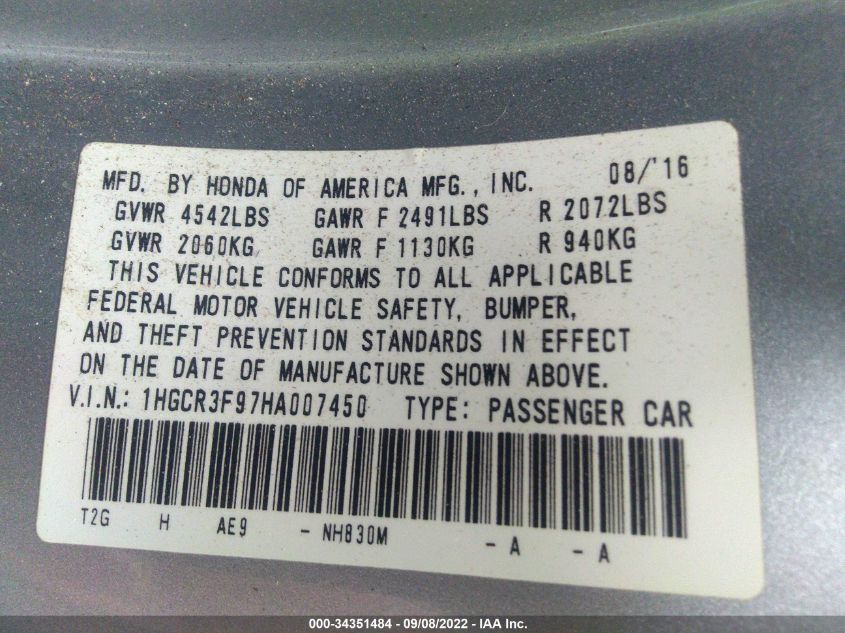 MFD. BY HONDA OF AMERICA MFG., INC. 08/'16
GVWR 4542LBS GAWR F 2491LBS R 2072LBS
GVWR 2060KG GAWR F 1130KG R 940KG
THIS VEHICLE CONFORMS TO ALL APPLICABLE
FEDERAL MOTOR VEHICLE SAFETY, BUMPER,
AND THEFT PREVENTION STANDARDS IN EFFECT
ON THE DATE OF MANUFACTURE SHOWN ABOVE.
V.I.N.: 1HGCR3F97HA007450 TYPE: PASSENGER CAR
T2G H AE9 - NH830M - A - A
000-34351484 - 09/08/2022 - IAA Inc.